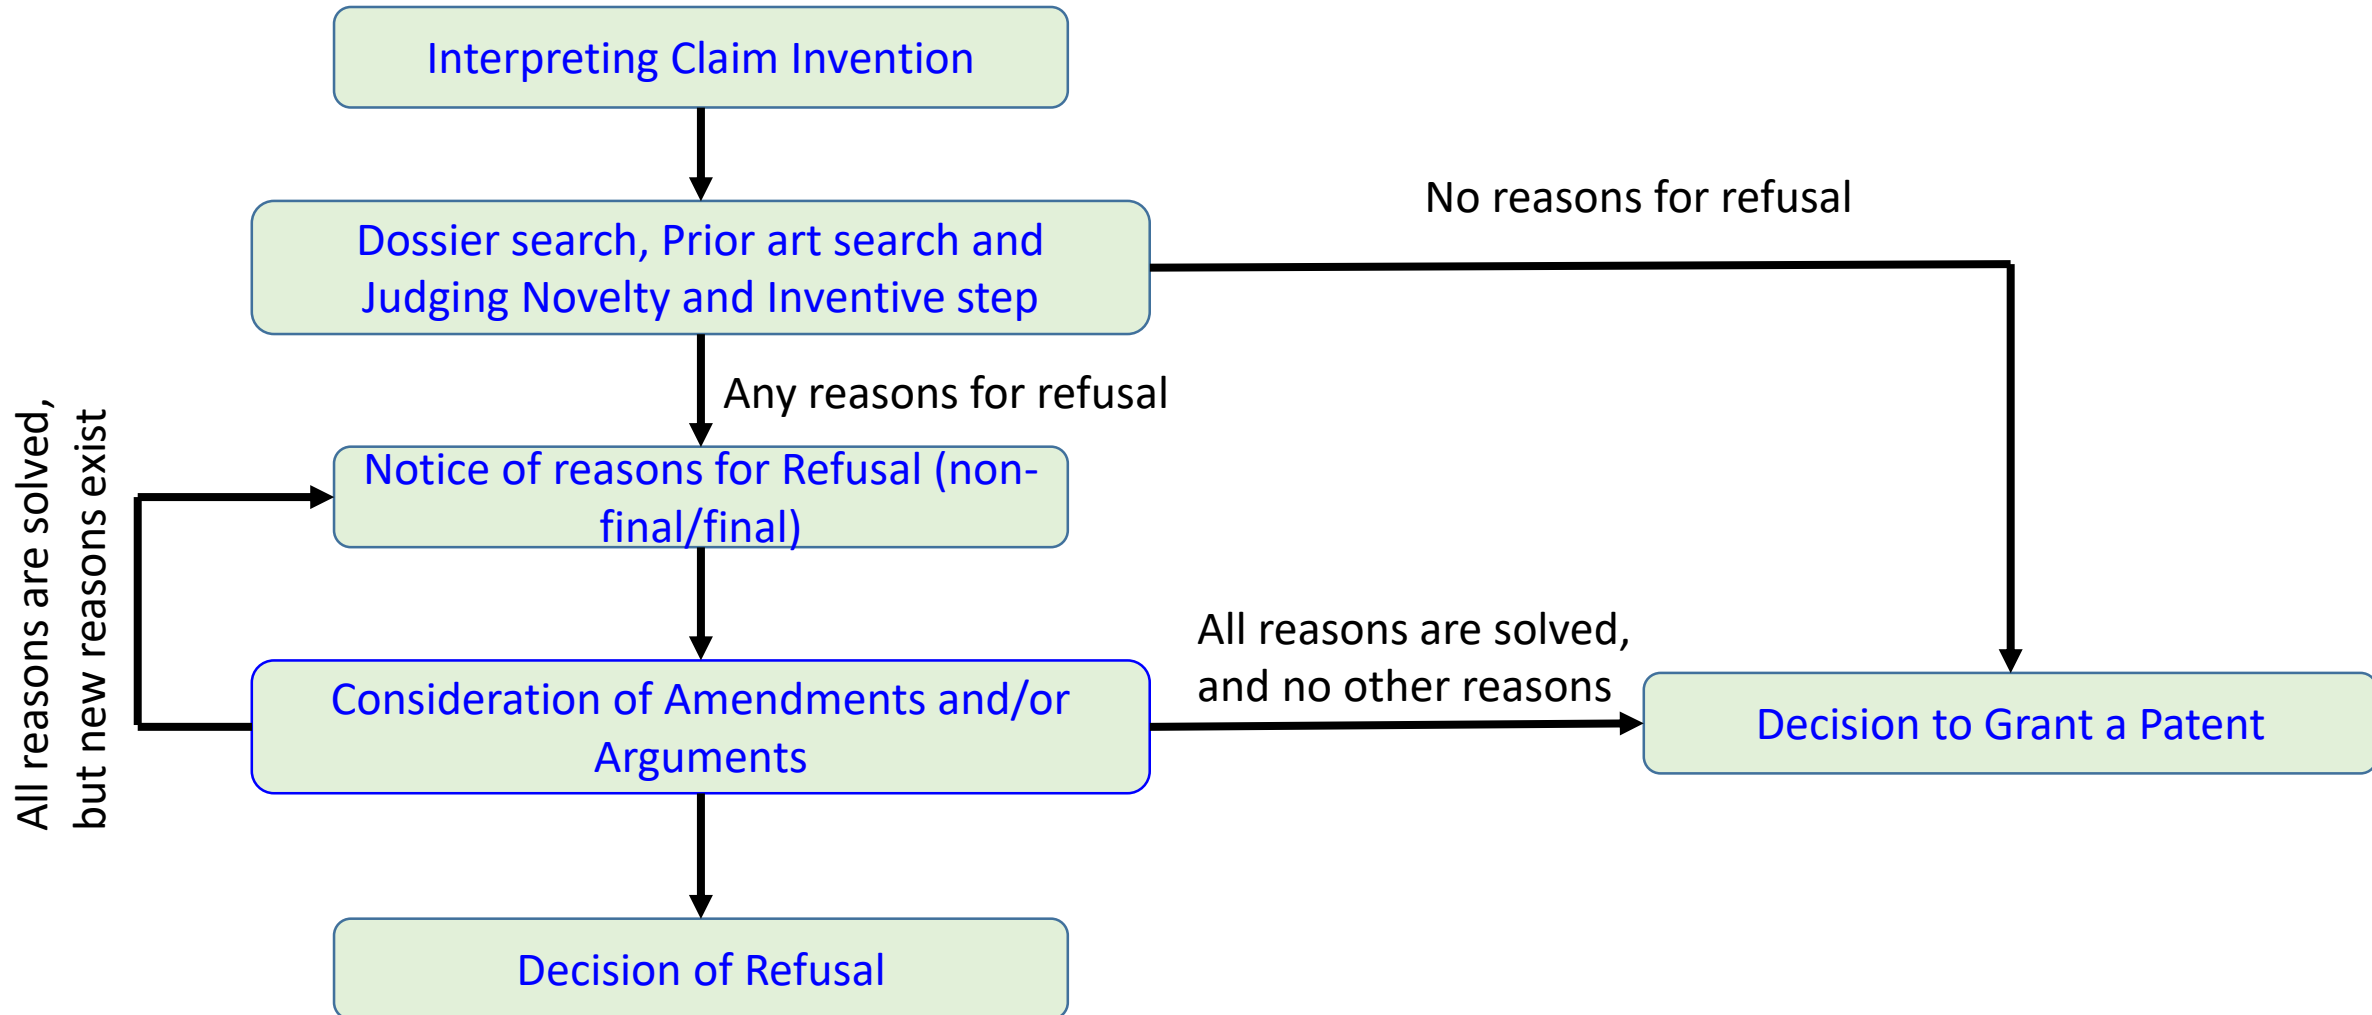 Interpreting Claim Invention
No reasons for refusal
Dossier search, Prior art search and
Judging Novelty and Inventive step
Any reasons for refusal
All reasons are solved,
but new reasons exist
Notice of reasons for Refusal (non-
final/final)
All reasons are solved,
and no other reasons
Consideration of Amendments and/or
Arguments
Decision to Grant a Patent
Decision of Refusal